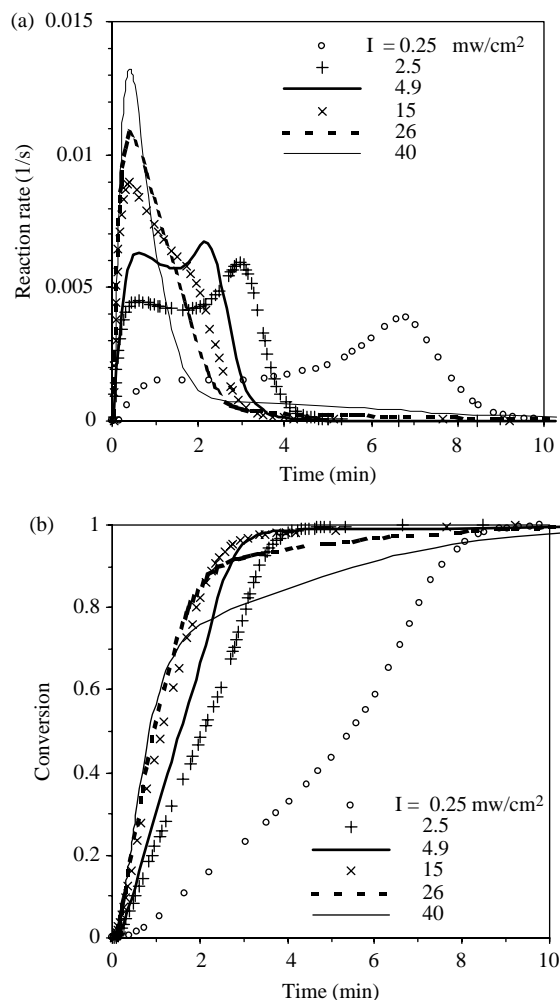 (a)
0.015
0.01
0.005
0
Reaction rate (1/s)
I = 0.25 mw/cm²
2.5
4.9
15
26
40
0 2 4 6 8 10
Time (min)
(b)
1
0.8
0.6
0.4
0.2
0
Conversion
I = 0.25 mw/cm²
2.5
4.9
15
26
40
0 2 4 6 8 10
Time (min)